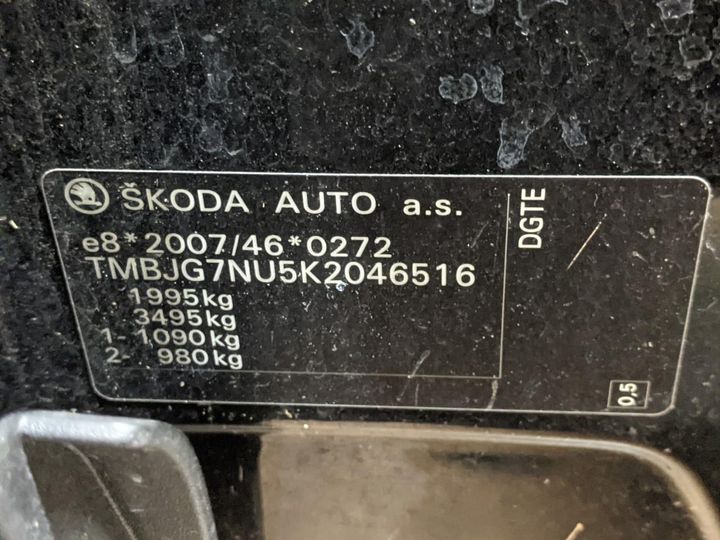 ŠKODA AUTO a.s.
e8*2007/46*0272
TMBJG7NU5K2046516
1995kg
3495kg
1- 1090kg
2- 980kg
DGTE
0,5